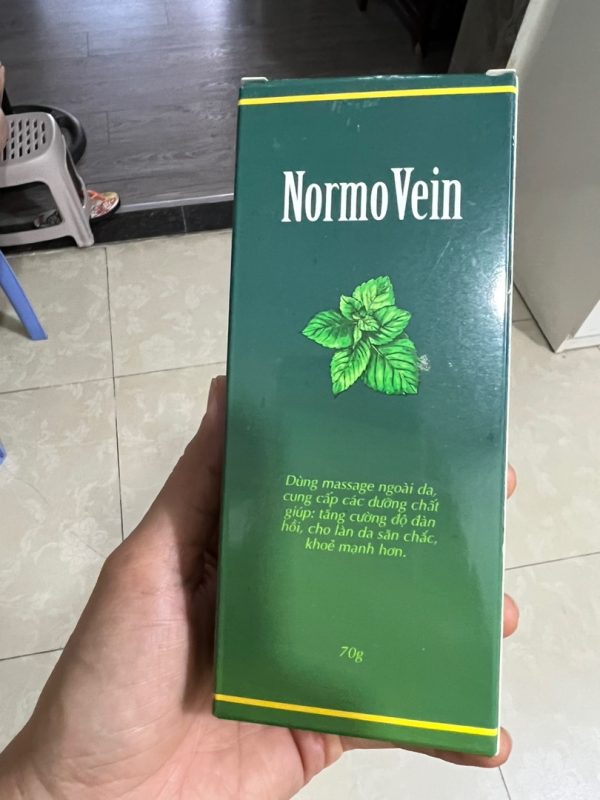 Normo Vein
Dùng massage ngoài da,
cung cấp các dưỡng chất
giúp: tăng cường độ đàn
hồi, cho làn da săn chắc,
khoẻ mạnh hơn.
70g